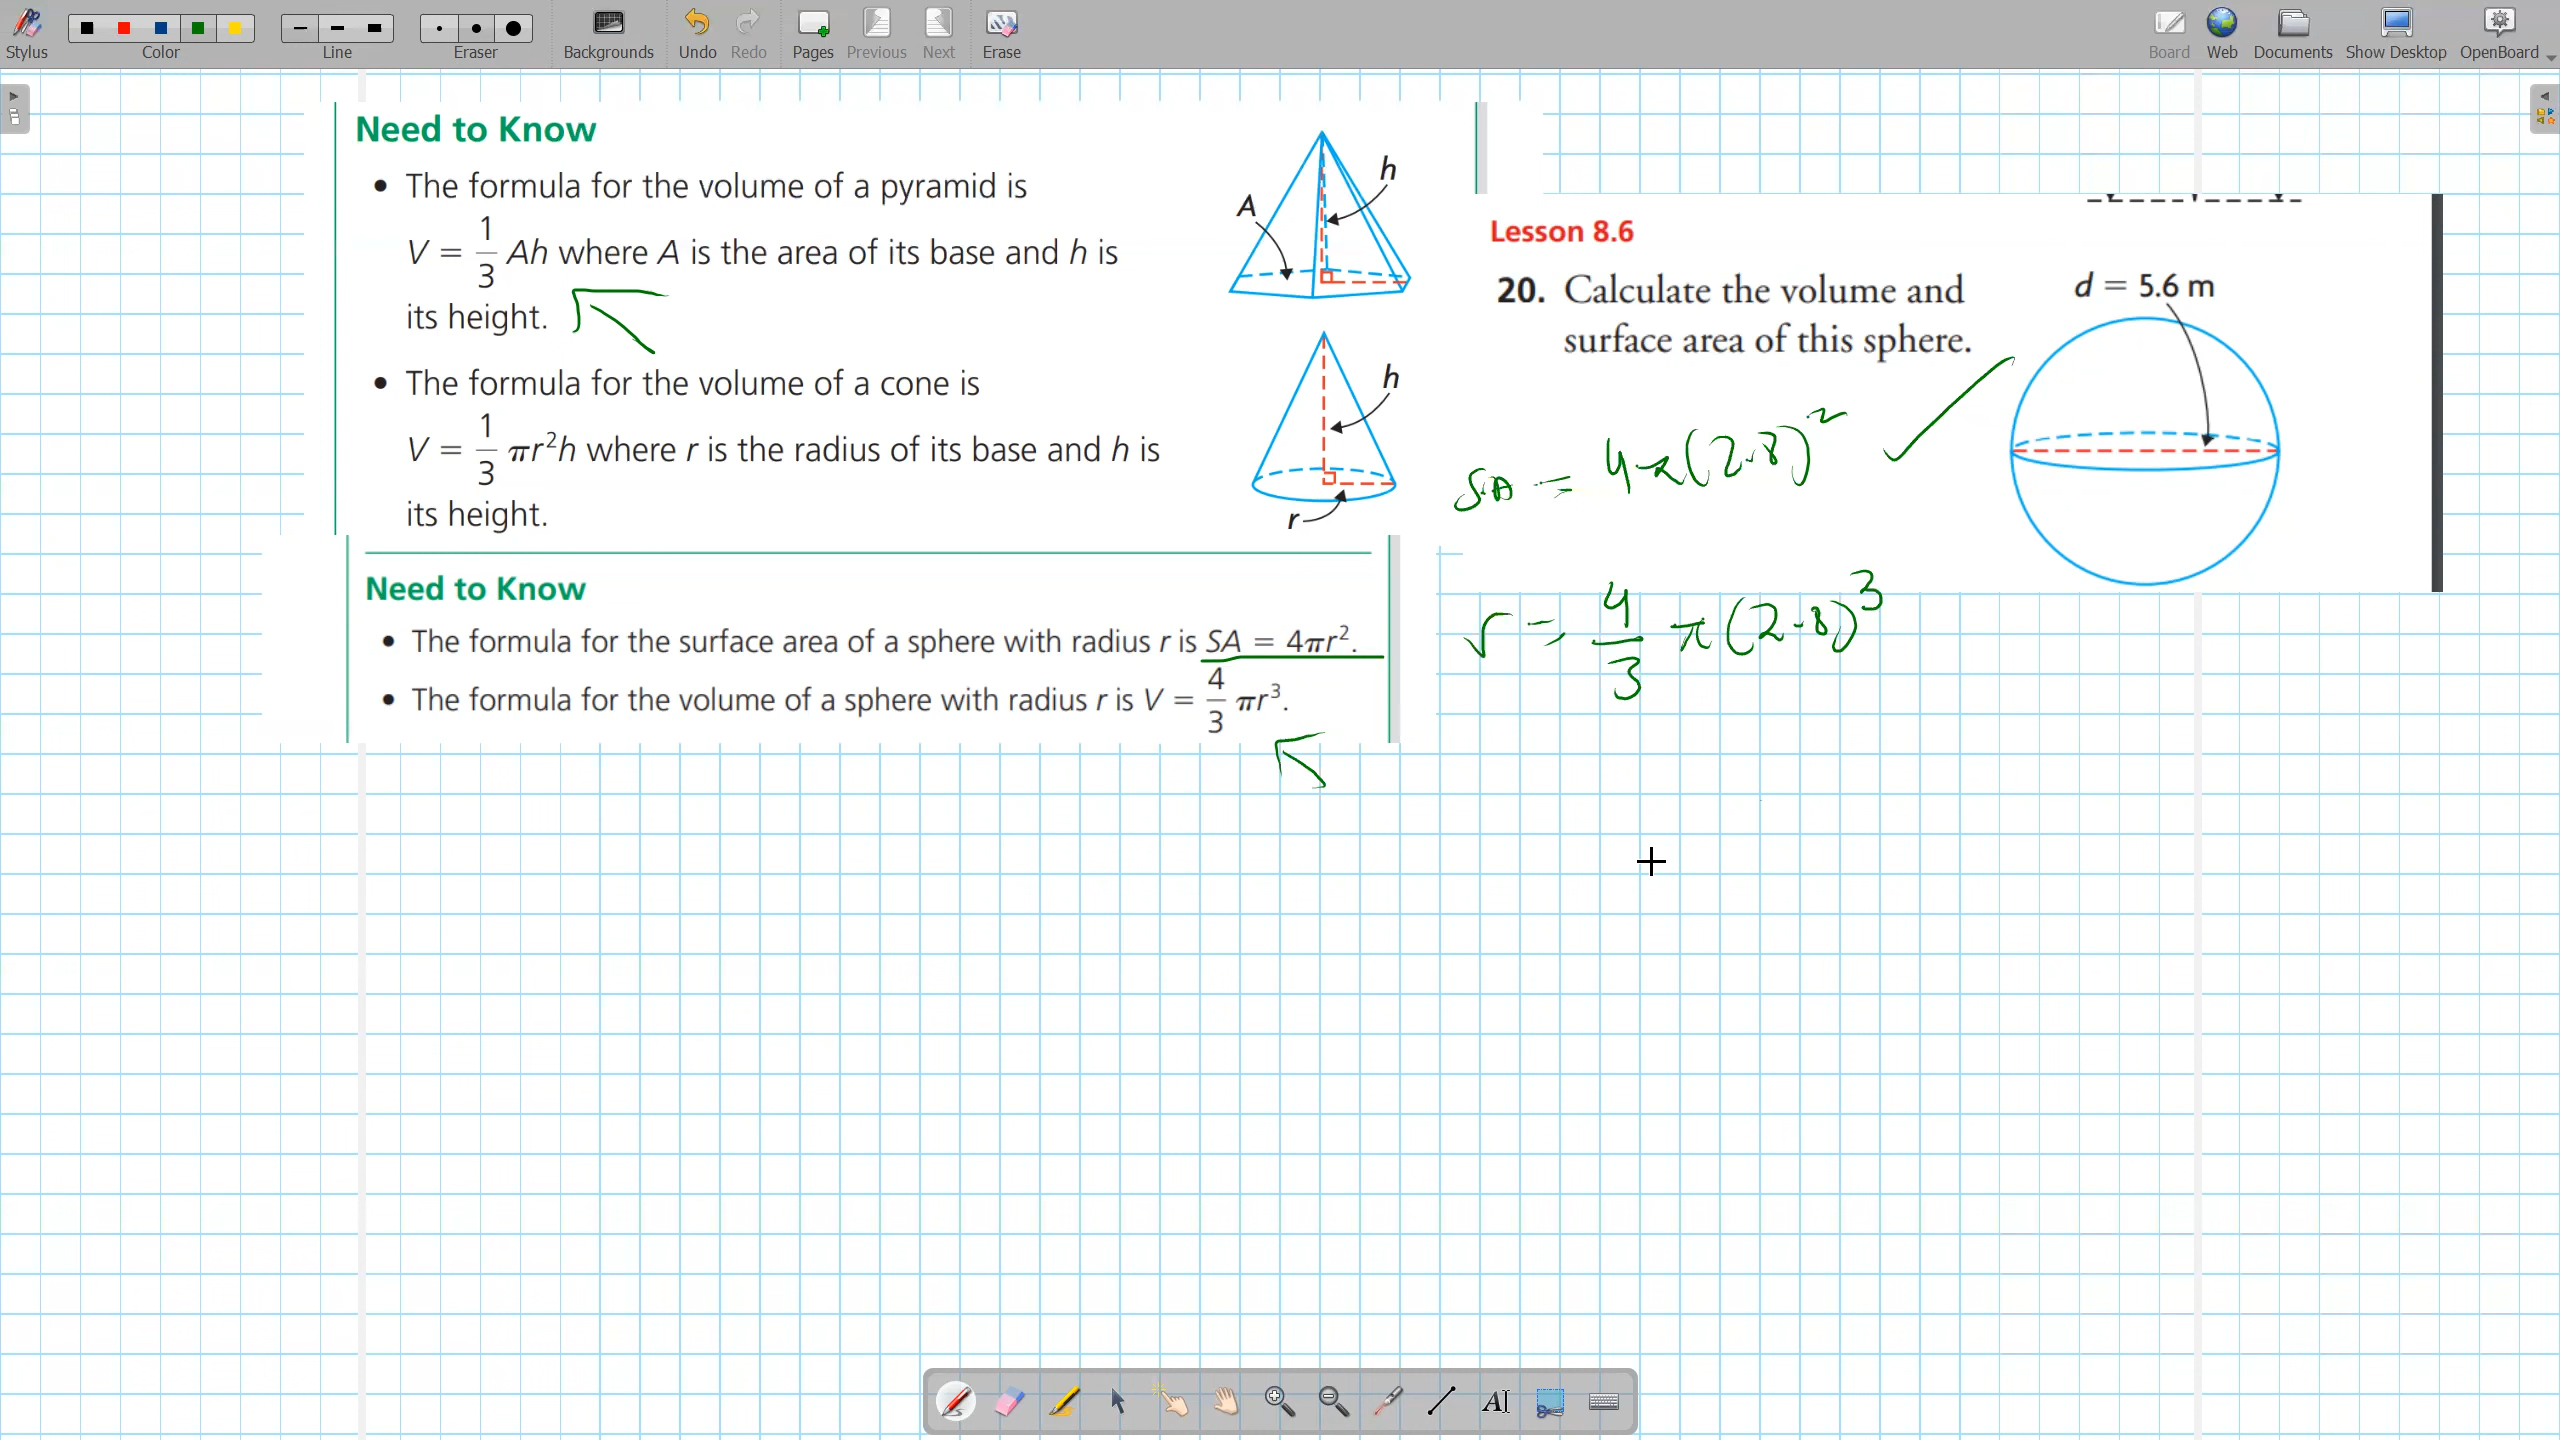 Stylus Color Line Eraser Backgrounds Undo Redo Pages Previous Next Erase Board Web Documents Show Desktop OpenBoard
Need to Know
• The formula for the volume of a pyramid is
V = 1/3 Ah where A is the area of its base and h is
its height.
A
h
• The formula for the volume of a cone is
V = 1/3 πr²h where r is the radius of its base and h is
its height.
h
r
Need to Know
• The formula for the surface area of a sphere with radius r is SA = 4πr².
• The formula for the volume of a sphere with radius r is V = 4/3 πr³.
Lesson 8.6
20. Calculate the volume and
surface area of this sphere.
d = 5.6 m
SA = 4π(2.8)²
V = 4/3 π(2.8)³
AI